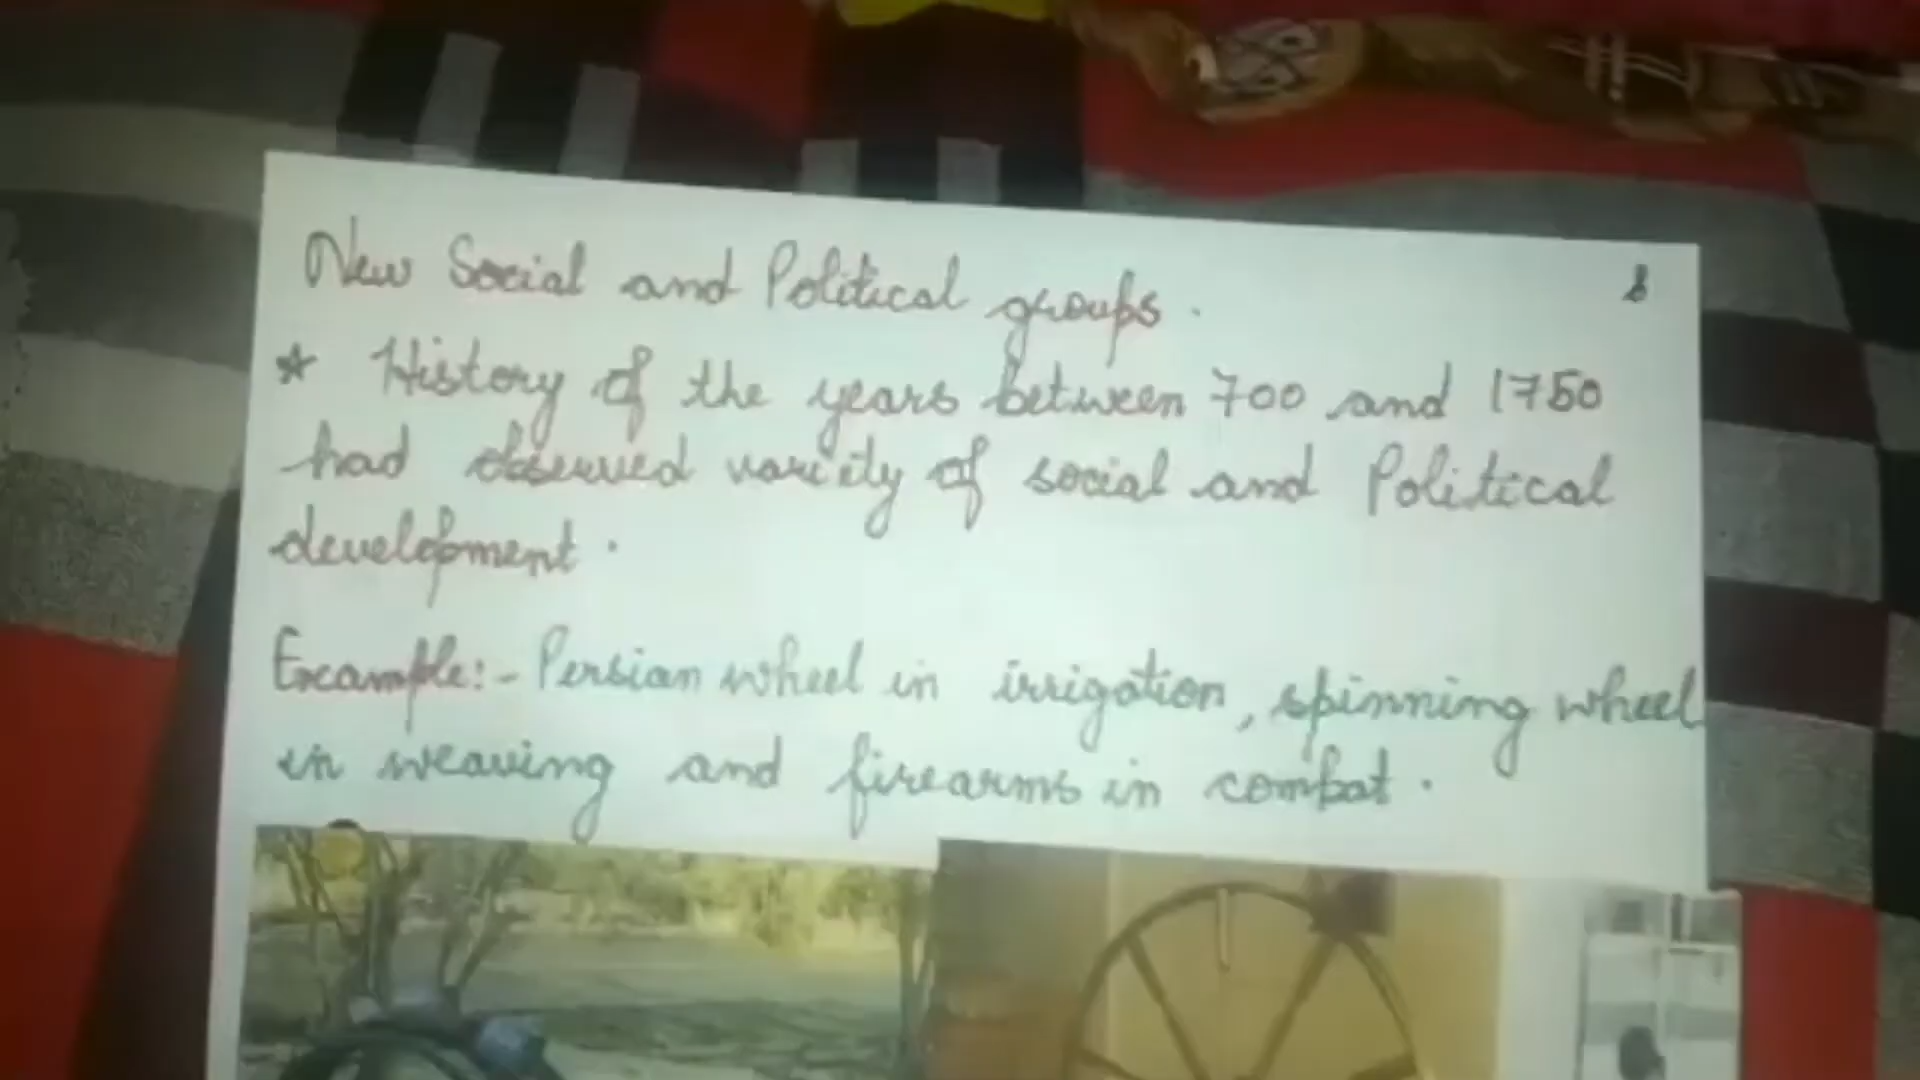 New Social and Political groups.
* History of the years between 700 and 1750
had observed variety of social and Political
development.
Example:- Persian wheel in irrigation, spinning wheel
in weaving and firearms in combat.